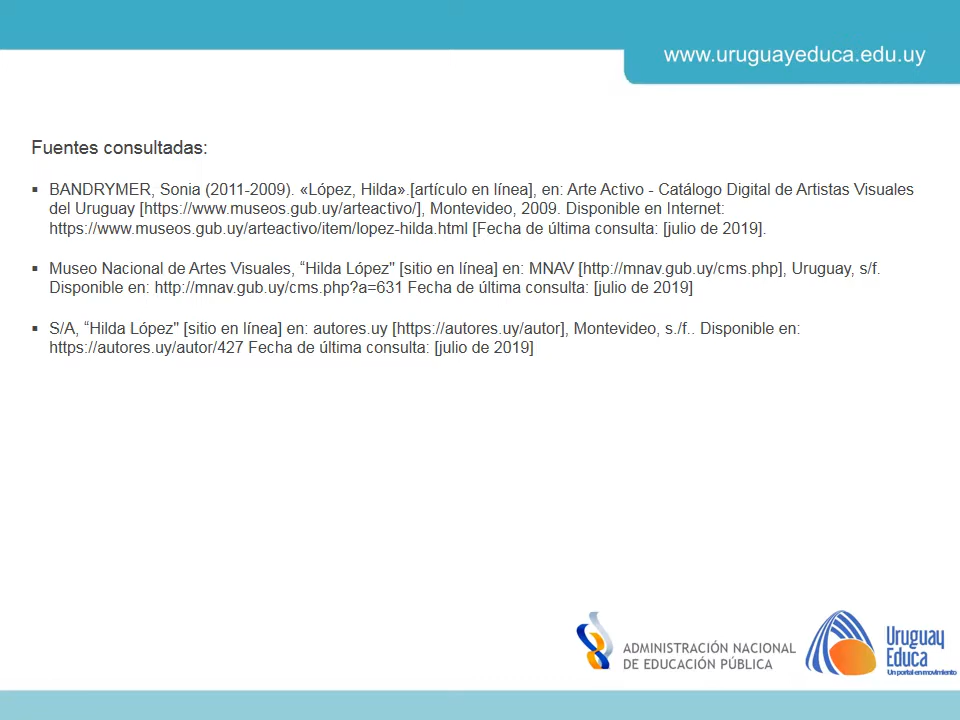 www.uruguayeduca.edu.uy
Fuentes consultadas:
▪ BANDRYMER, Sonia (2011-2009). «López, Hilda».[artículo en línea], en: Arte Activo - Catálogo Digital de Artistas Visuales
del Uruguay [https://www.museos.gub.uy/arteactivo/], Montevideo, 2009. Disponible en Internet:
https://www.museos.gub.uy/arteactivo/item/lopez-hilda.html [Fecha de última consulta: [julio de 2019].
▪ Museo Nacional de Artes Visuales, “Hilda López" [sitio en línea] en: MNAV [http://mnav.gub.uy/cms.php], Uruguay, s/f.
Disponible en: http://mnav.gub.uy/cms.php?a=631 Fecha de última consulta: [julio de 2019]
▪ S/A, “Hilda López" [sitio en línea] en: autores.uy [https://autores.uy/autor], Montevideo, s./f.. Disponible en:
https://autores.uy/autor/427 Fecha de última consulta: [julio de 2019]
ADMINISTRACIÓN NACIONAL
DE EDUCACIÓN PÚBLICA
Uruguay
Educa
Un portal en movimiento